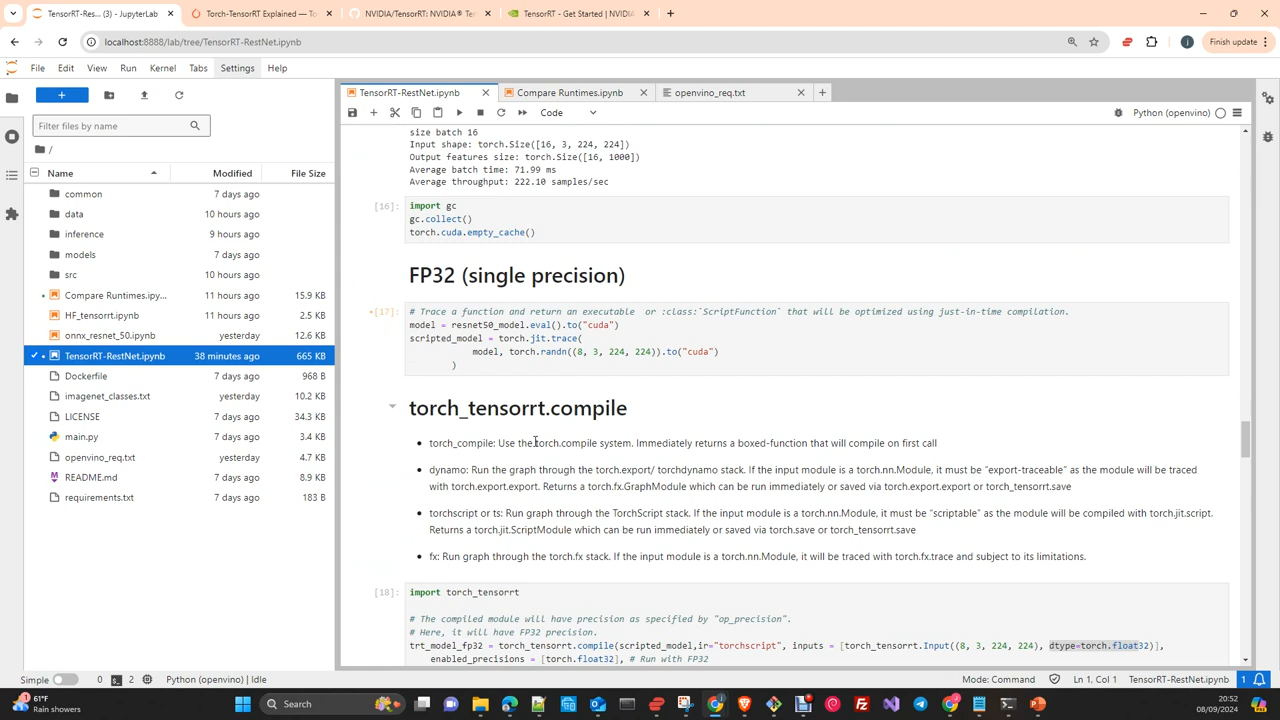 TensorRT-Res... (3) - JupyterLab
Torch-TensorRT Explained — To
NVIDIA/TensorRT: NVIDIA® Te
TensorRT - Get Started | NVIDIA
localhost:8888/lab/tree/TensorRT-RestNet.ipynb
Finish update
File Edit View Run Kernel Tabs Settings Help
TensorRT-RestNet.ipynb
Compare Runtimes.ipynb
openvino_req.txt
Code
Python (openvino)
Filter files by name
/
Name Modified File Size
common 7 days ago
data 10 hours ago
inference 9 hours ago
models 7 days ago
src 10 hours ago
Compare Runtimes.ipy... 11 hours ago 15.9 KB
HF_tensorrt.ipynb 11 hours ago 2.5 KB
onnx_resnet_50.ipynb yesterday 12.6 KB
TensorRT-RestNet.ipynb 38 minutes ago 665 KB
Dockerfile 7 days ago 968 B
imagenet_classes.txt yesterday 10.2 KB
LICENSE 7 days ago 34.3 KB
main.py 7 days ago 3.4 KB
openvino_req.txt yesterday 4.7 KB
README.md 7 days ago 8.9 KB
requirements.txt 7 days ago 183 B
size batch 16
Input shape: torch.Size([16, 3, 224, 224])
Output features size: torch.Size([16, 1000])
Average batch time: 71.99 ms
Average throughput: 222.10 samples/sec
[16]: import gc
gc.collect()
torch.cuda.empty_cache()
FP32 (single precision)
[17]: # Trace a function and return an executable or :class:`ScriptFunction` that will be optimized using just-in-time compilation.
model = resnet50_model.eval().to("cuda")
scripted_model = torch.jit.trace(
model, torch.randn((8, 3, 224, 224)).to("cuda")
)
torch_tensorrt.compile
torch_compile: Use the torch.compile system. Immediately returns a boxed-function that will compile on first call
dynamo: Run the graph through the torch.export/ torchdynamo stack. If the input module is a torch.nn.Module, it must be “export-traceable” as the module will be traced
with torch.export.export. Returns a torch.fx.GraphModule which can be run immediately or saved via torch.export.export or torch_tensorrt.save
torchscript or ts: Run graph through the TorchScript stack. If the input module is a torch.nn.Module, it must be “scriptable” as the module will be compiled with torch.jit.script.
Returns a torch.jit.ScriptModule which can be run immediately or saved via torch.save or torch_tensorrt.save
fx: Run graph through the torch.fx stack. If the input module is a torch.nn.Module, it will be traced with torch.fx.trace and subject to its limitations.
[18]: import torch_tensorrt
# The compiled module will have precision as specified by "op_precision".
# Here, it will have FP32 precision.
trt_model_fp32 = torch_tensorrt.compile(scripted_model,ir="torchscript", inputs = [torch_tensorrt.Input((8, 3, 224, 224), dtype=torch.float32)],
enabled_precisions = [torch.float32], # Run with FP32
Simple 0 2 Python (openvino) | Idle
Mode: Command Ln 1, Col 1 TensorRT-RestNet.ipynb 1
61°F
Rain showers
Search
20:52
08/09/2024